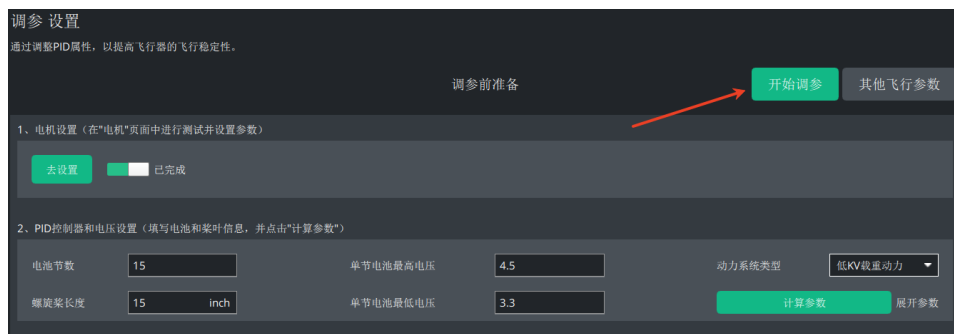 调参 设置
通过调整PID属性，以提高飞行器的飞行稳定性。
调参前准备 开始调参 其他飞行参数
1、电机设置（在"电机"页面中进行测试并设置参数）
去设置 已完成
2、PID控制器和电压设置（填写电池和桨叶信息，并点击"计算参数"）
电池节数 15 单节电池最高电压 4.5 动力系统类型 低KV载重动力
螺旋桨长度 15 inch 单节电池最低电压 3.3 计算参数 展开参数